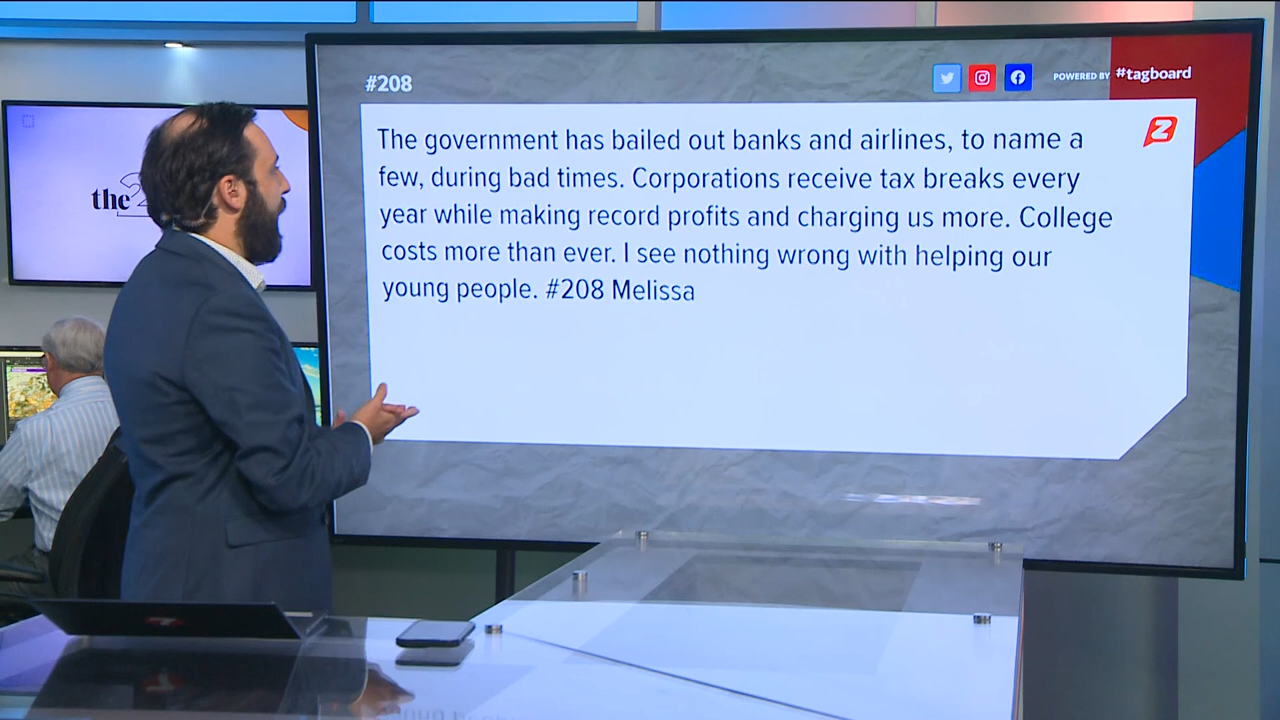 #208
POWERED BY #tagboard
The government has bailed out banks and airlines, to name a
few, during bad times. Corporations receive tax breaks every
year while making record profits and charging us more. College
costs more than ever. I see nothing wrong with helping our
young people. #208 Melissa
the